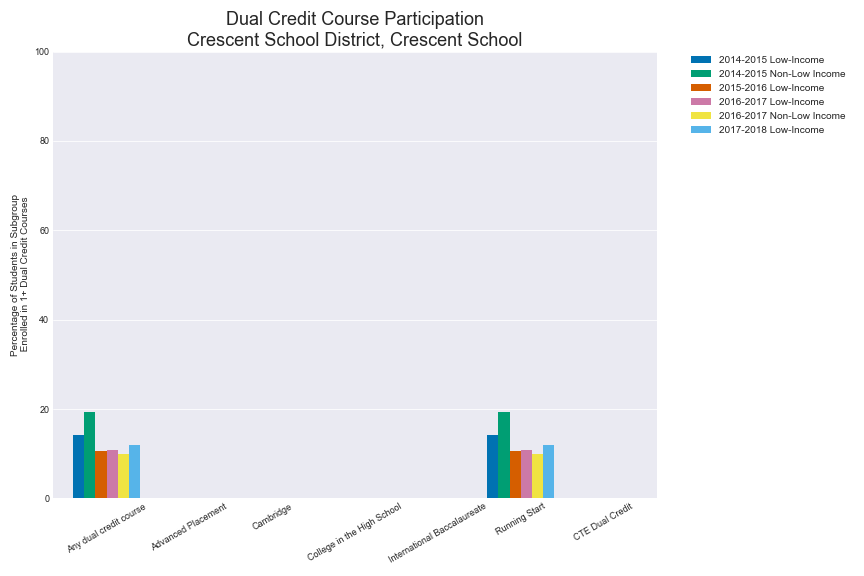 Dual Credit Course Participation
Crescent School District, Crescent School
2014-2015 Low-Income
2014-2015 Non-Low Income
2015-2016 Low-Income
2016-2017 Low-Income
2016-2017 Non-Low Income
2017-2018 Low-Income
Percentage of Students in Subgroup
Enrolled in 1+ Dual Credit Courses
100
80
60
40
20
0
Any dual credit course
Advanced Placement
Cambridge
College in the High School
International Baccalaureate
Running Start
CTE Dual Credit